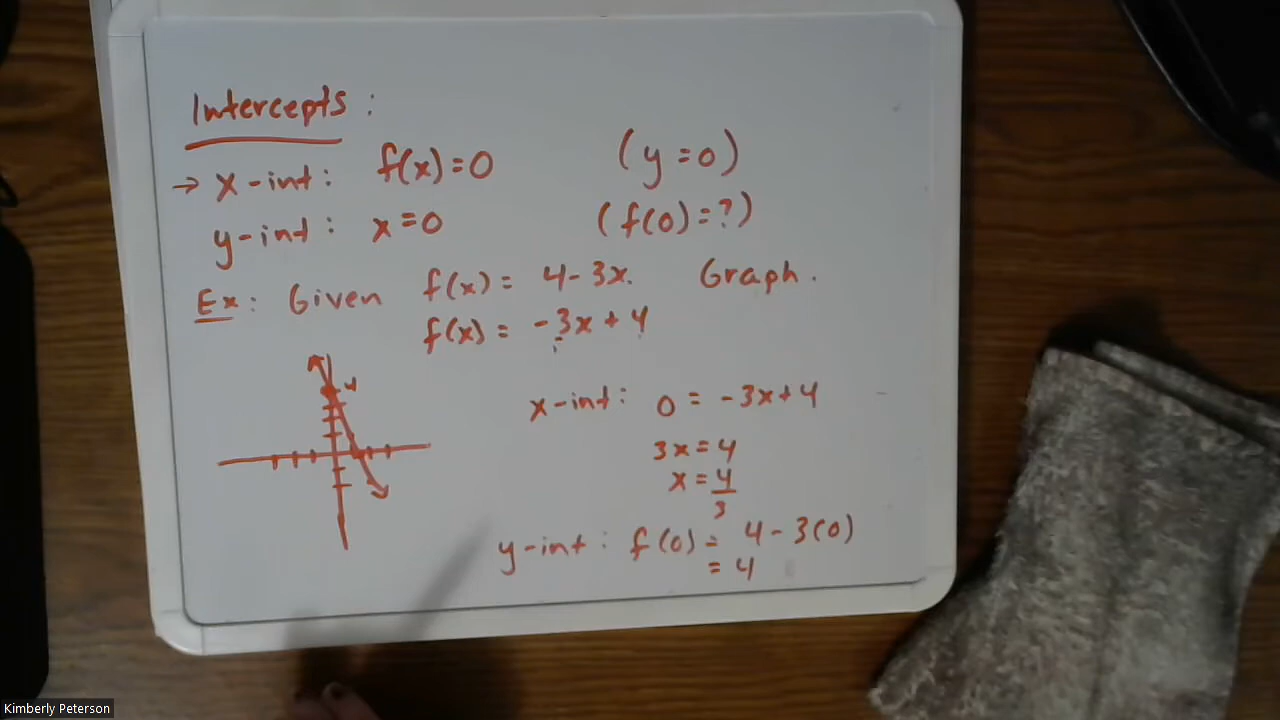 Intercepts:
→ x-int: f(x)=0 (y=0)
y-int: x=0 (f(0)=?)
Ex: Given f(x)= 4-3x. Graph.
f(x)= -3x+4
4
x-int: 0 = -3x+4
3x=4
x=4/3
y-int: f(0)= 4-3(0)
= 4
Kimberly Peterson